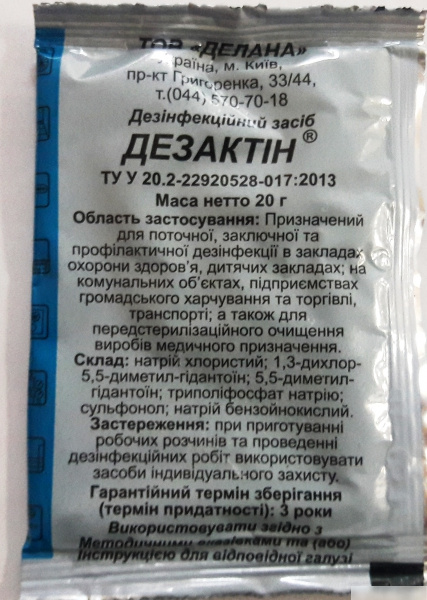 ТОВ «ДЕЛАНА»
Україна, м. Київ,
пр-кт Григоренка, 33/44,
т.(044) 570-70-18
Дезінфекційний засіб
ДЕЗАКТІН®
ТУ У 20.2-22920528-017:2013
Маса нетто 20 г
Область застосування: Призначений
для поточної, заключної та
профілактичної дезінфекції в закладах
охорони здоров'я, дитячих закладах; на
комунальних об'єктах, підприємствах
громадського харчування та торгівлі,
транспорті; а також для
передстерилізаційного очищення
виробів медичного призначення.
Склад: натрій хлористий; 1,3-дихлор-
5,5-диметил-гідантоїн; 5,5-диметил-
гідантоїн; триполіфосфат натрію;
сульфонол; натрій бензойнокислий.
Застереження: при приготуванні
робочих розчинів та проведенні
дезінфекційних робіт використовувати
засоби індивідуального захисту.
Гарантійний термін зберігання
(термін придатності): 3 роки
Використовувати згідно з
Методичними вказівками та (або)
Інструкцією для відповідної галузі